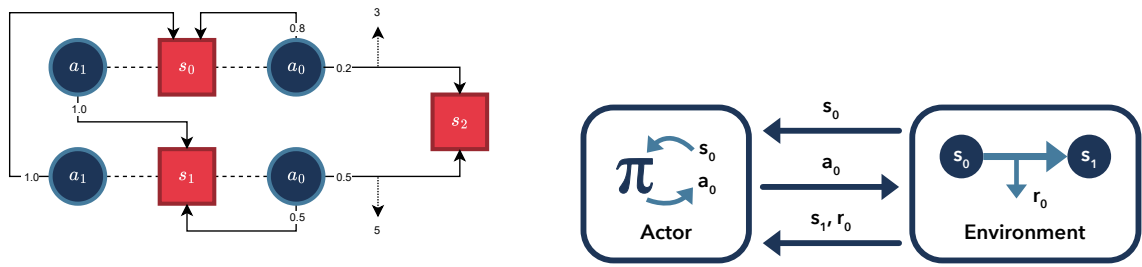 3
0.8
a₁
s₀
a₀
0.2
1.0
s₂
a₁
s₁
a₀
1.0
0.5
0.5
5
s₀
π
s₀
a₀
Actor
a₀
s₁, r₀
s₀
s₁
r₀
Environment